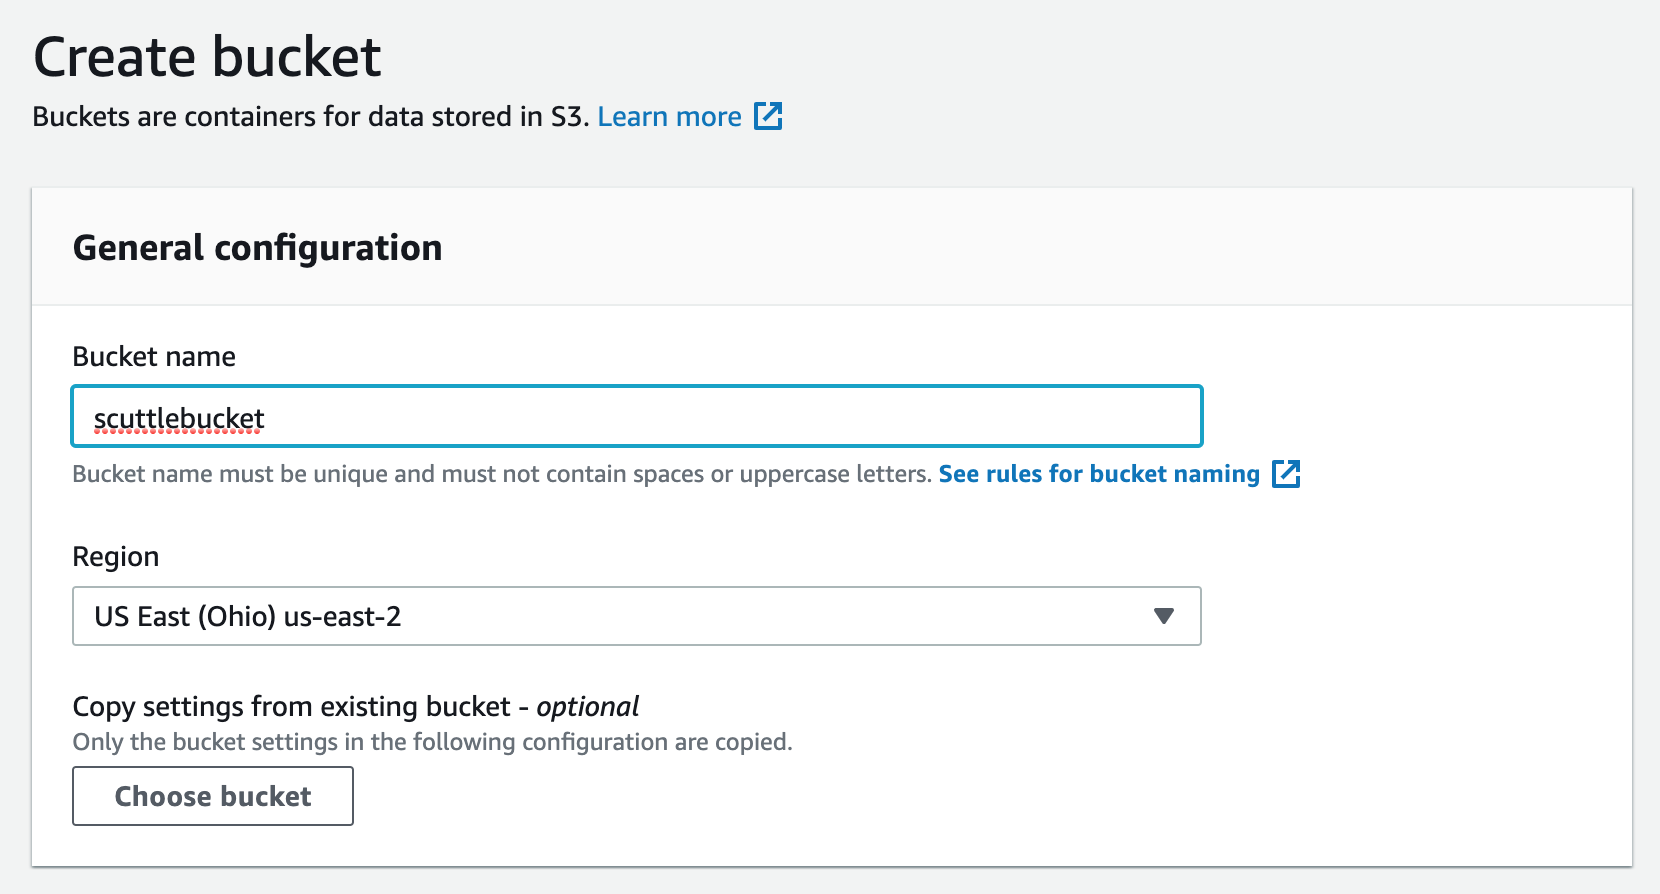 Create bucket
Buckets are containers for data stored in S3. Learn more
General configuration
Bucket name
scuttlebucket
Bucket name must be unique and must not contain spaces or uppercase letters. See rules for bucket naming
Region
US East (Ohio) us-east-2
Copy settings from existing bucket - optional
Only the bucket settings in the following configuration are copied.
Choose bucket